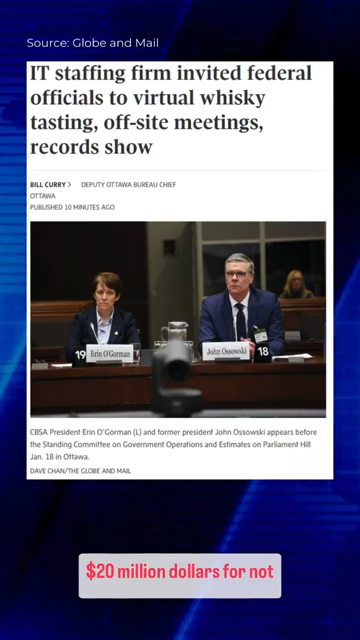 Source: Globe and Mail
IT staffing firm invited federal
officials to virtual whisky
tasting, off-site meetings,
records show
BILL CURRY > DEPUTY OTTAWA BUREAU CHIEF
OTTAWA
PUBLISHED 10 MINUTES AGO
19 Erin O'Gorman
John Ossowski 18
CBSA President Erin O'Gorman (L) and former president John Ossowski appears before
the Standing Committee on Government Operations and Estimates on Parliament Hill
Jan. 18 in Ottawa.
DAVE CHAN/THE GLOBE AND MAIL
$20 million dollars for not